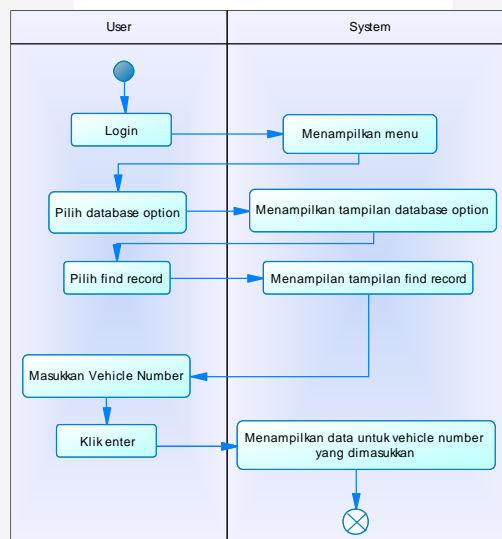 User
System
Login
Menampilkan menu
Pilih database option
Menampilkan tampilan database option
Pilih find record
Menampilan tampilan find record
Masukkan Vehicle Number
Klik enter
Menampilkan data untuk vehicle number
yang dimasukkan